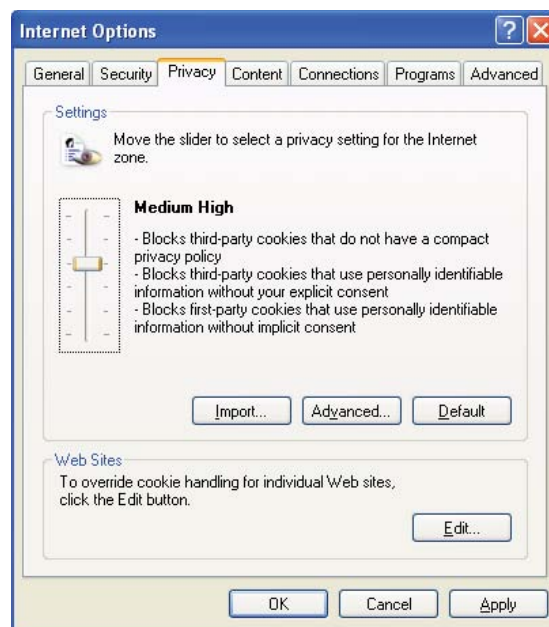 Internet Options
General Security Privacy Content Connections Programs Advanced
Settings
Move the slider to select a privacy setting for the Internet
zone.
Medium High
- Blocks third-party cookies that do not have a compact
privacy policy
- Blocks third-party cookies that use personally identifiable
information without your explicit consent
- Blocks first-party cookies that use personally identifiable
information without implicit consent
Import... Advanced... Default
Web Sites
To override cookie handling for individual Web sites,
click the Edit button.
Edit...
OK Cancel Apply